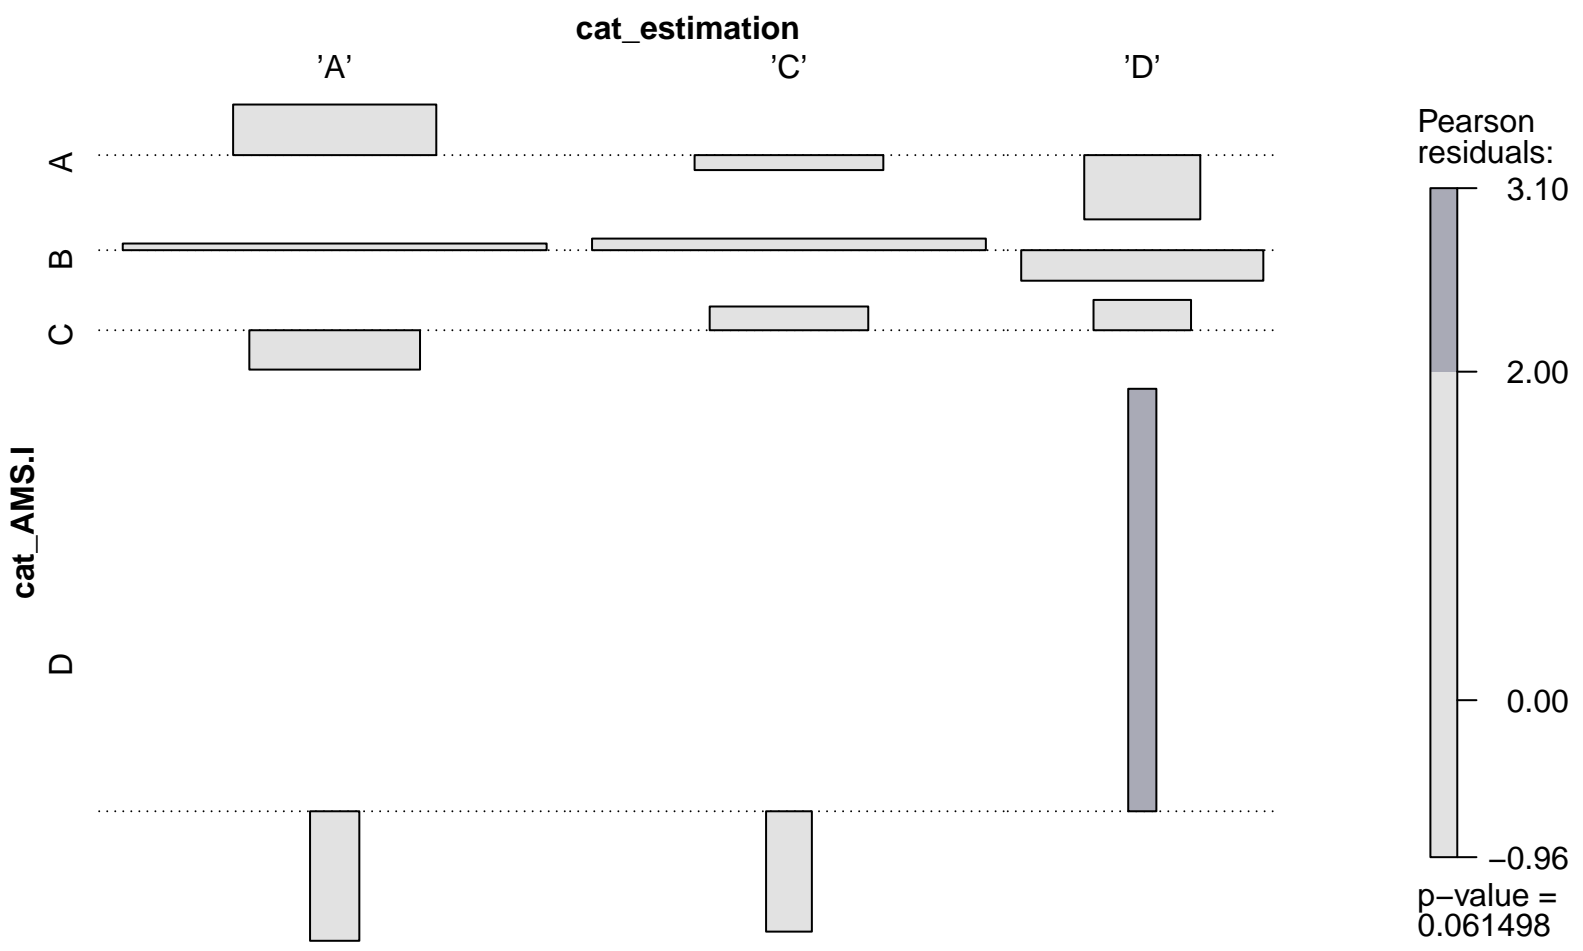 cat_estimation
’A’
’C’
’D’
A
B
C
D
cat_AMS.I
Pearson
residuals:
3.10
2.00
0.00
−0.96
p−value =
0.061498